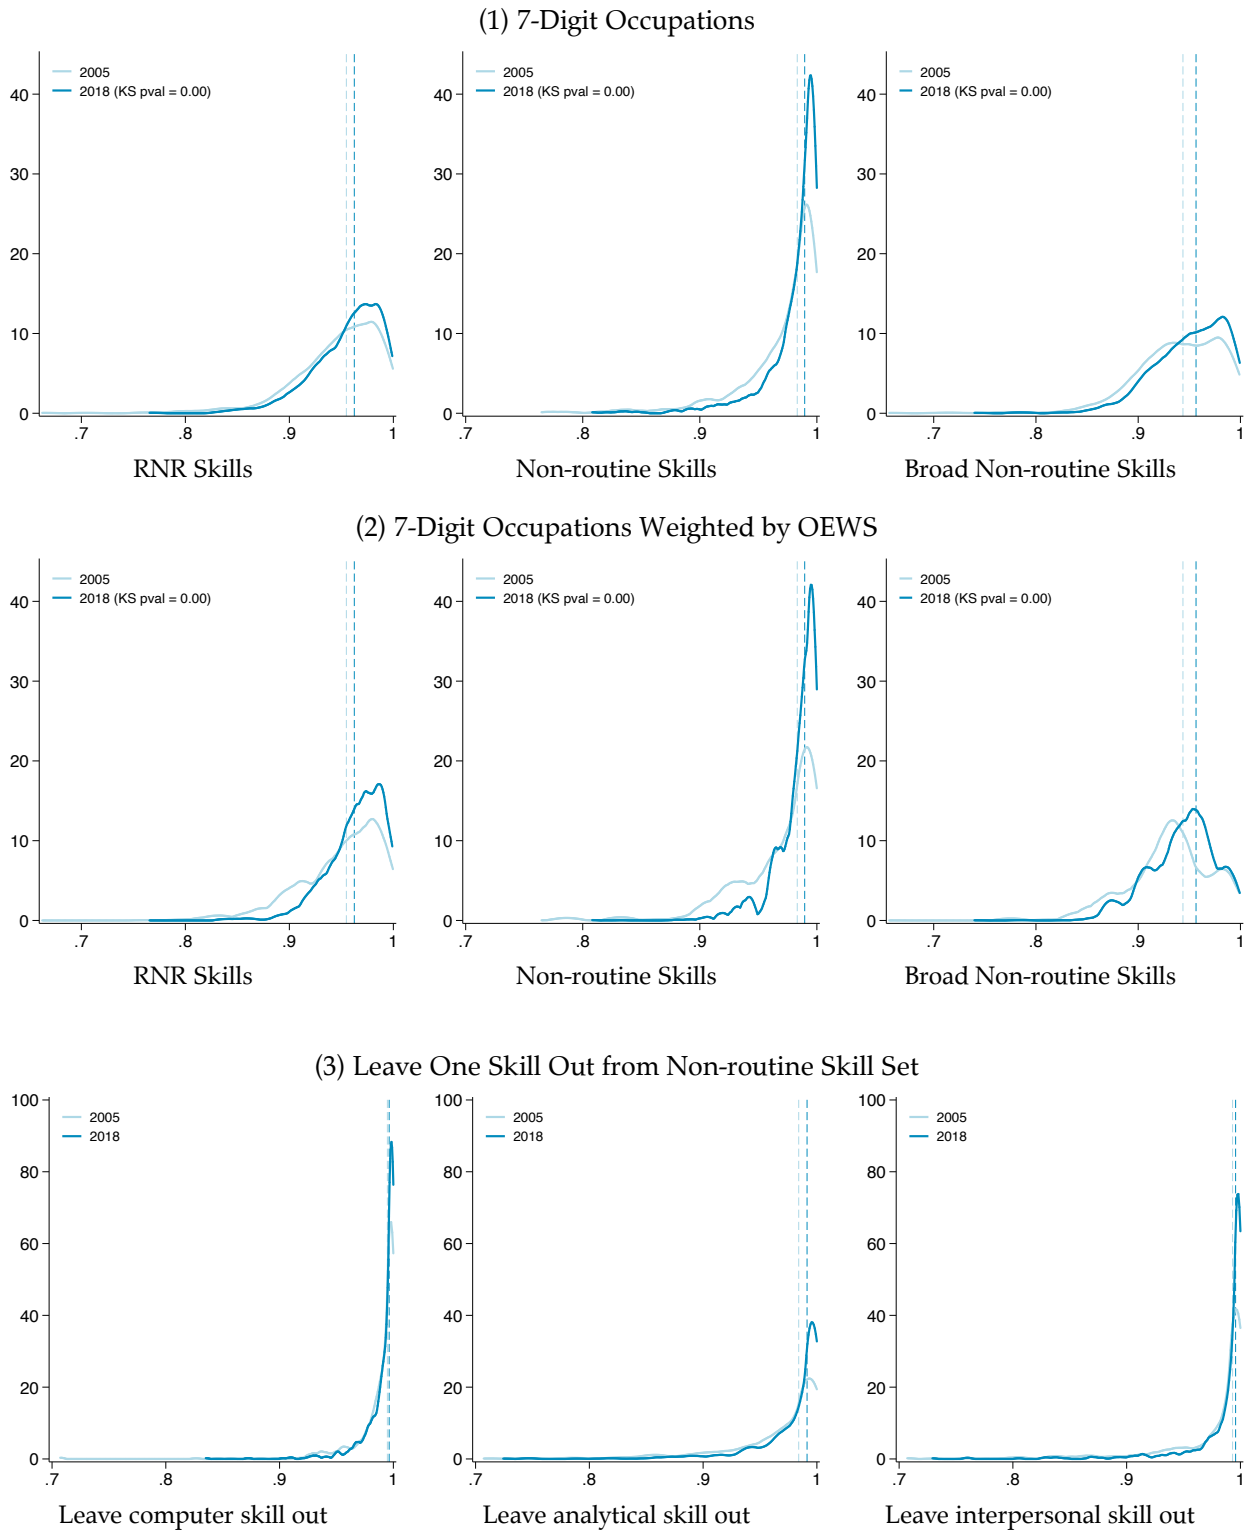 (1) 7-Digit Occupations
2005
2018 (KS pval = 0.00)
40
30
20
10
0
.7 .8 .9 1
RNR Skills
2005
2018 (KS pval = 0.00)
40
30
20
10
0
.7 .8 .9 1
Non-routine Skills
2005
2018 (KS pval = 0.00)
40
30
20
10
0
.7 .8 .9 1
Broad Non-routine Skills
(2) 7-Digit Occupations Weighted by OEWS
2005
2018 (KS pval = 0.00)
40
30
20
10
0
.7 .8 .9 1
RNR Skills
2005
2018 (KS pval = 0.00)
40
30
20
10
0
.7 .8 .9 1
Non-routine Skills
2005
2018 (KS pval = 0.00)
40
30
20
10
0
.7 .8 .9 1
Broad Non-routine Skills
(3) Leave One Skill Out from Non-routine Skill Set
100
2005
2018
80
60
40
20
0
.7 .8 .9 1
Leave computer skill out
100
2005
2018
80
60
40
20
0
.7 .8 .9 1
Leave analytical skill out
100
2005
2018
80
60
40
20
0
.7 .8 .9 1
Leave interpersonal skill out